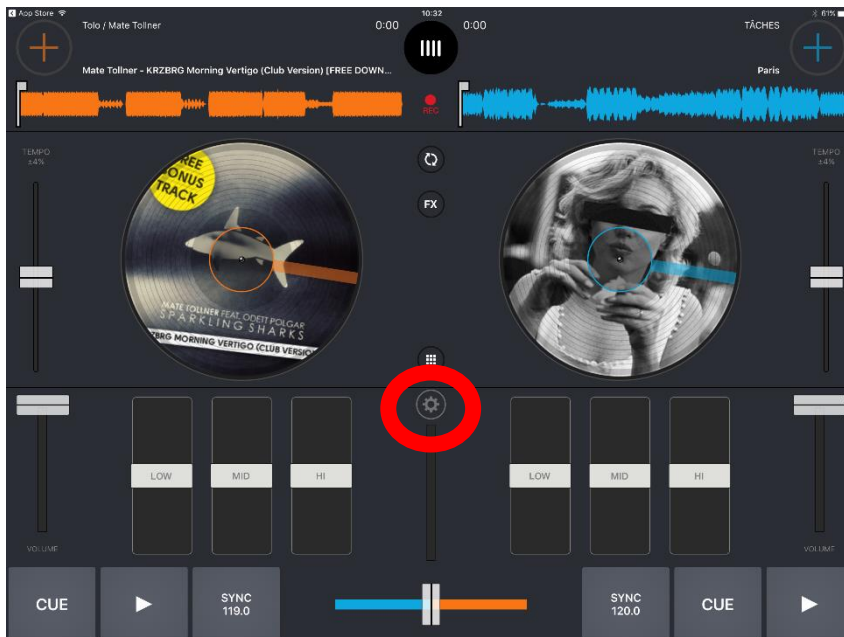 App Store
10:32
61%
Tolo / Mate Tollner
0:00
0:00
TÂCHES
Mate Tollner - KRZBRG Morning Vertigo (Club Version) [FREE DOWN...
Paris
REC
TEMPO
±4%
TEMPO
±4%
FREE
BONUS
TRACK
FX
MATE TOLLNER FEAT. ODETT POLGAR
SPARKLING SHARKS
ZBRG MORNING VERTIGO (CLUB VERSIO
LOW
MID
HI
LOW
MID
HI
VOLUME
VOLUME
CUE
SYNC
119.0
SYNC
120.0
CUE